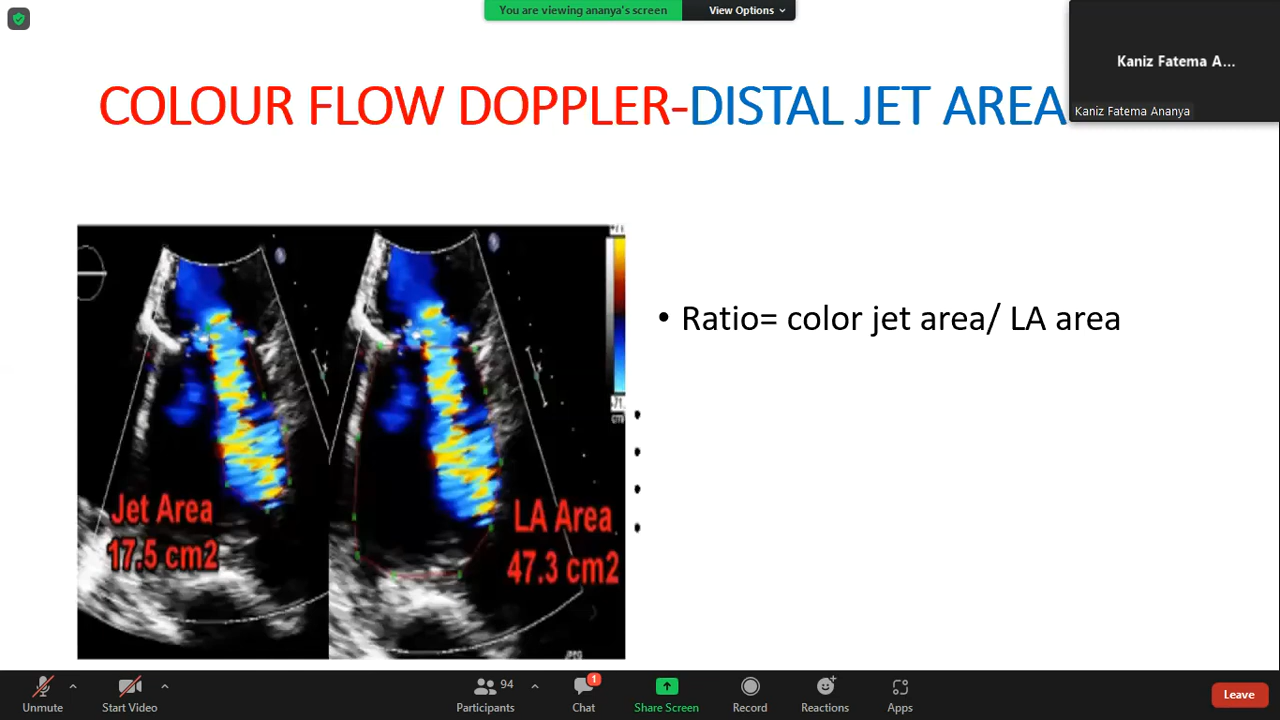 You are viewing ananya's screen
View Options
Kaniz Fatema A...
Kaniz Fatema Ananya
COLOUR FLOW DOPPLER-DISTAL JET AREA
• Ratio= color jet area/ LA area
Jet Area
17.5 cm2
LA Area
47.3 cm2
Unmute
Start Video
94
Participants
1
Chat
Share Screen
Record
Reactions
Apps
Leave